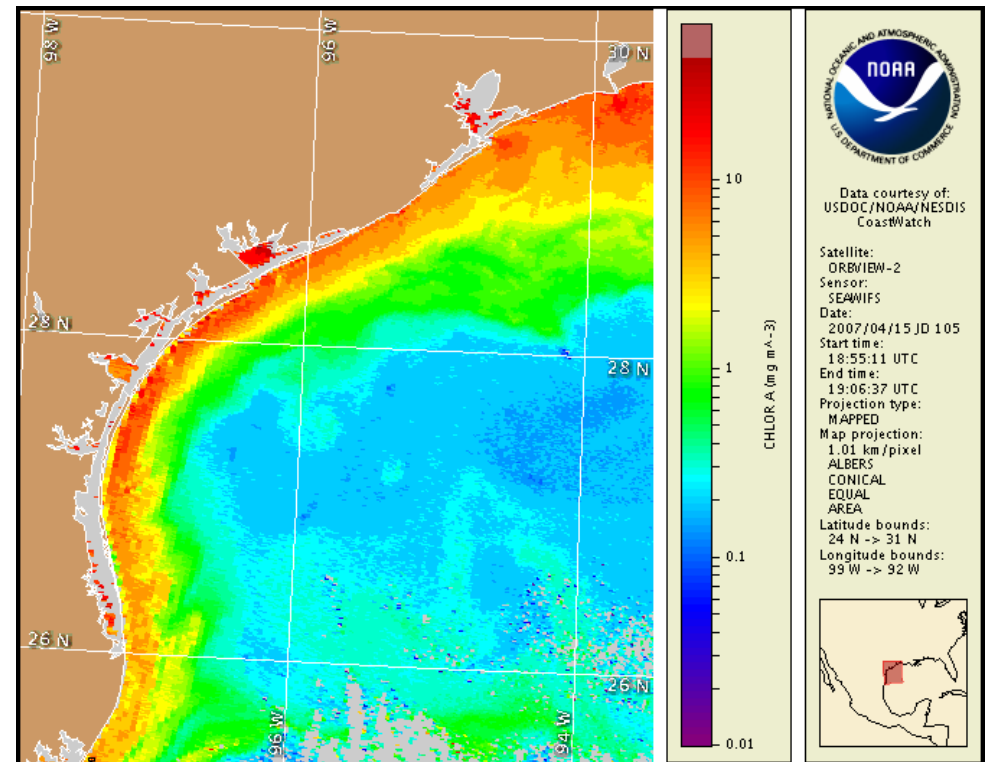 98 W
96 W
30 N
28 N
28 N
26 N
26 N
96 W
94 W
10
1
0.1
0.01
CHLOR A (mg m^-3)
NATIONAL OCEANIC AND ATMOSPHERIC ADMINISTRATION
NOAA
U.S. DEPARTMENT OF COMMERCE
Data courtesy of:
USDOC/NOAA/NESDIS
CoastWatch
Satellite:
ORBVIEW-2
Sensor:
SEAWIFS
Date:
2007/04/15 JD 105
Start time:
18:55:11 UTC
End time:
19:06:37 UTC
Projection type:
MAPPED
Map projection:
1.01 km/pixel
ALBERS
CONICAL
EQUAL
AREA
Latitude bounds:
24 N -> 31 N
Longitude bounds:
99 W -> 92 W